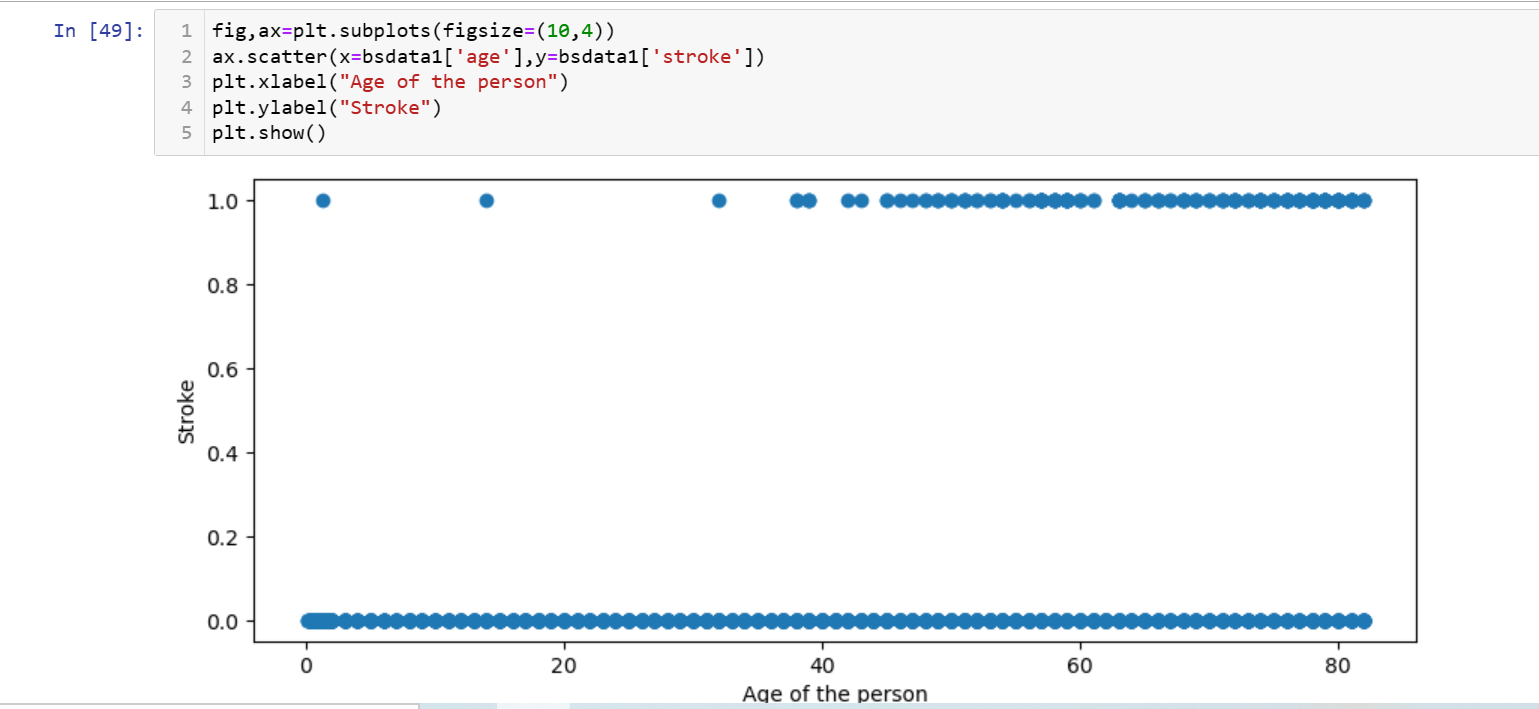 In [49]:
1 fig,ax=plt.subplots(figsize=(10,4))
2 ax.scatter(x=bsdata1['age'],y=bsdata1['stroke'])
3 plt.xlabel("Age of the person")
4 plt.ylabel("Stroke")
5 plt.show()
1.0
0.8
0.6
0.4
0.2
0.0
Stroke
0 20 40 60 80
Age of the person